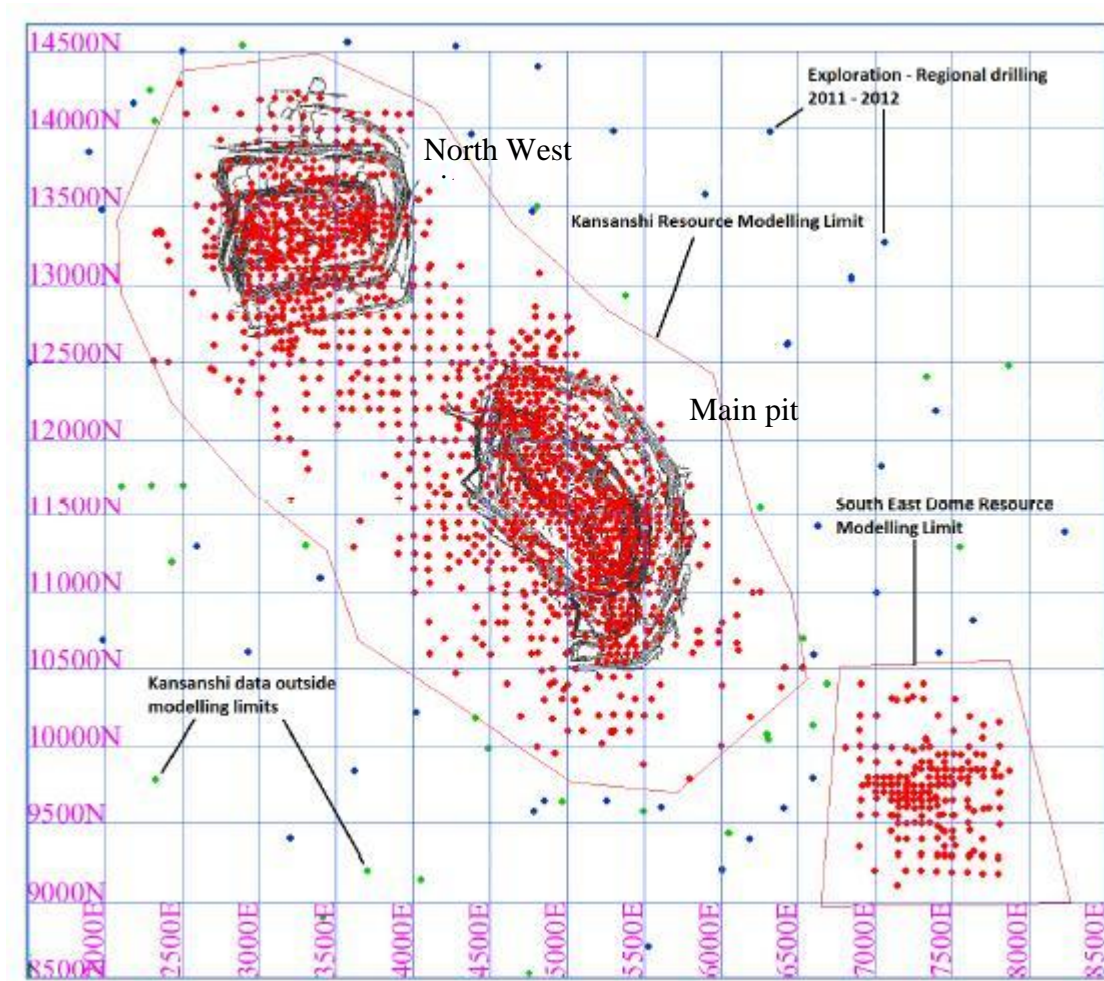 14500N
Exploration - Regional drilling
2011 - 2012
14000N
North West
13500N
Kansanshi Resource Modelling Limit
13000N
12500N
Main pit
12000N
11500N
South East Dome Resource
Modelling Limit
11000N
10500N
Kansanshi data outside
modelling limits
10000N
9500N
9000N
8500N
2000E
2500E
3000E
3500E
4000E
4500E
5000E
5500E
6000E
6500E
7000E
7500E
8000E